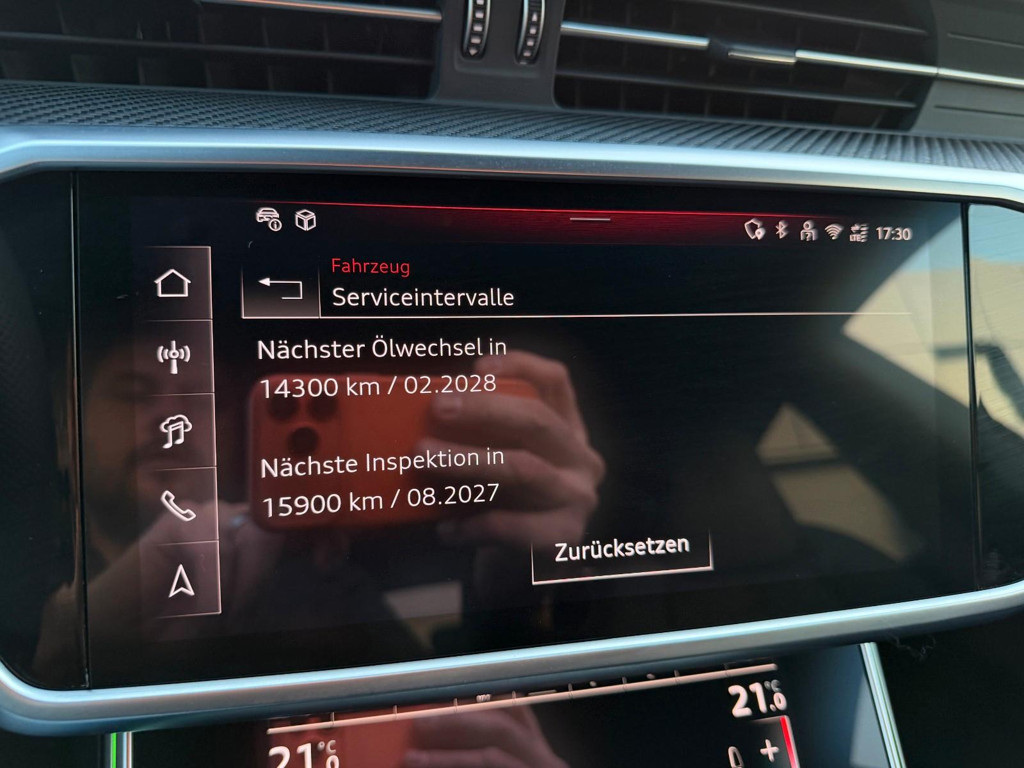 17:30
Fahrzeug
Serviceintervalle
Nächster Ölwechsel in
14300 km / 02.2028
Nächste Inspektion in
15900 km / 08.2027
Zurücksetzen
21.0 °C
21.0 °C